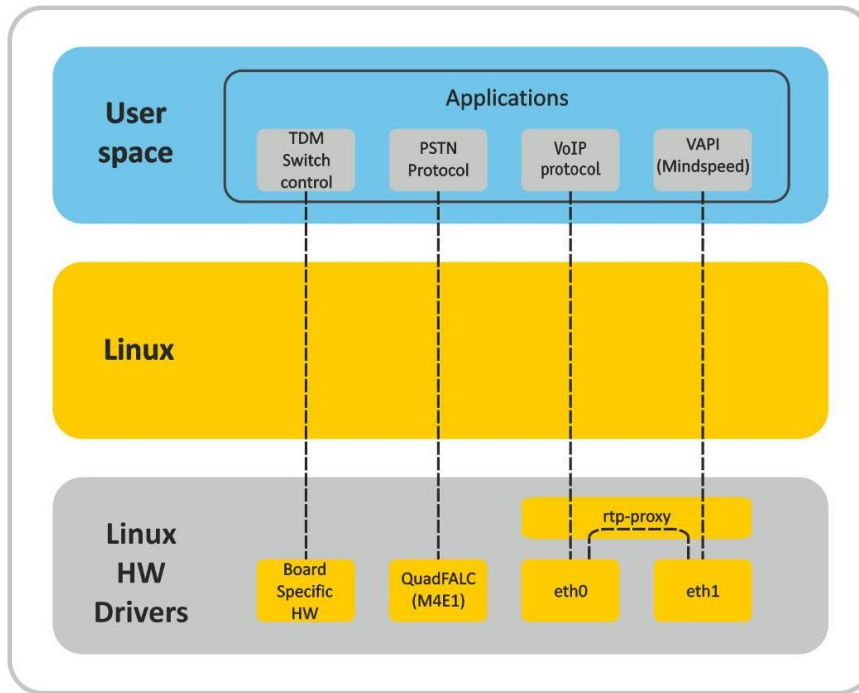 User
space
Applications
TDM
Switch
control
PSTN
Protocol
VoIP
protocol
VAPI
(Mindspeed)
Linux
Linux
HW
Drivers
rtp-proxy
Board
Specific
HW
QuadFALC
(M4E1)
eth0
eth1